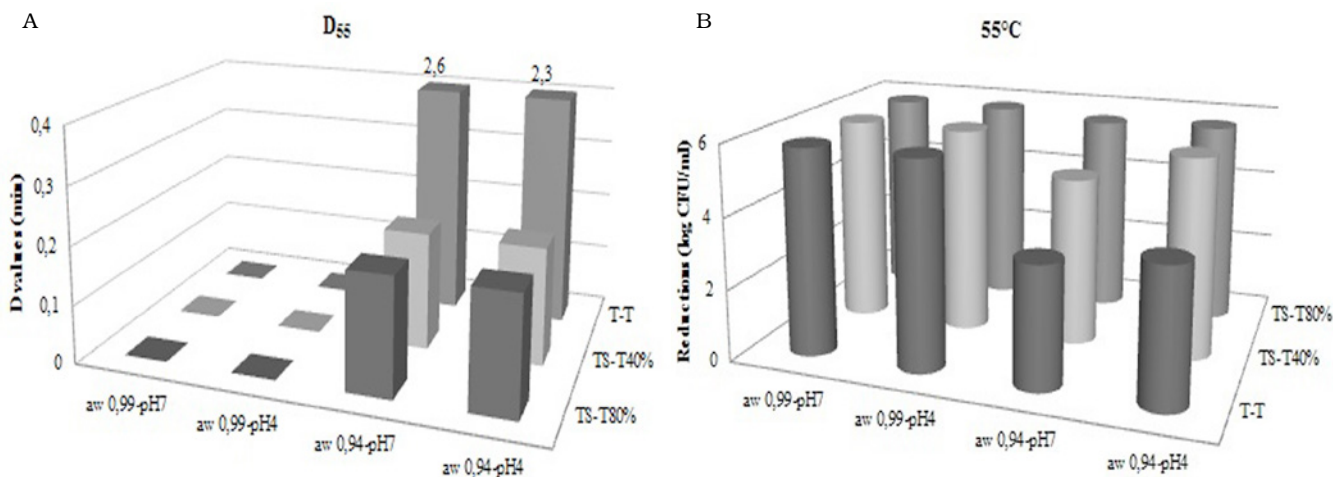 A
D55
2,6
2,3
0,4
0,3
0,2
0,1
0
D values (min)
aw 0,99-pH7
aw 0,99-pH4
aw 0,94-pH7
aw 0,94-pH4
T-T
TS-T40%
TS-T80%
B
55°C
6
4
2
0
Reductions (log CFU/ml)
aw 0,99-pH7
aw 0,99-pH4
aw 0,94-pH7
aw 0,94-pH4
TS-T80%
TS-T40%
T-T